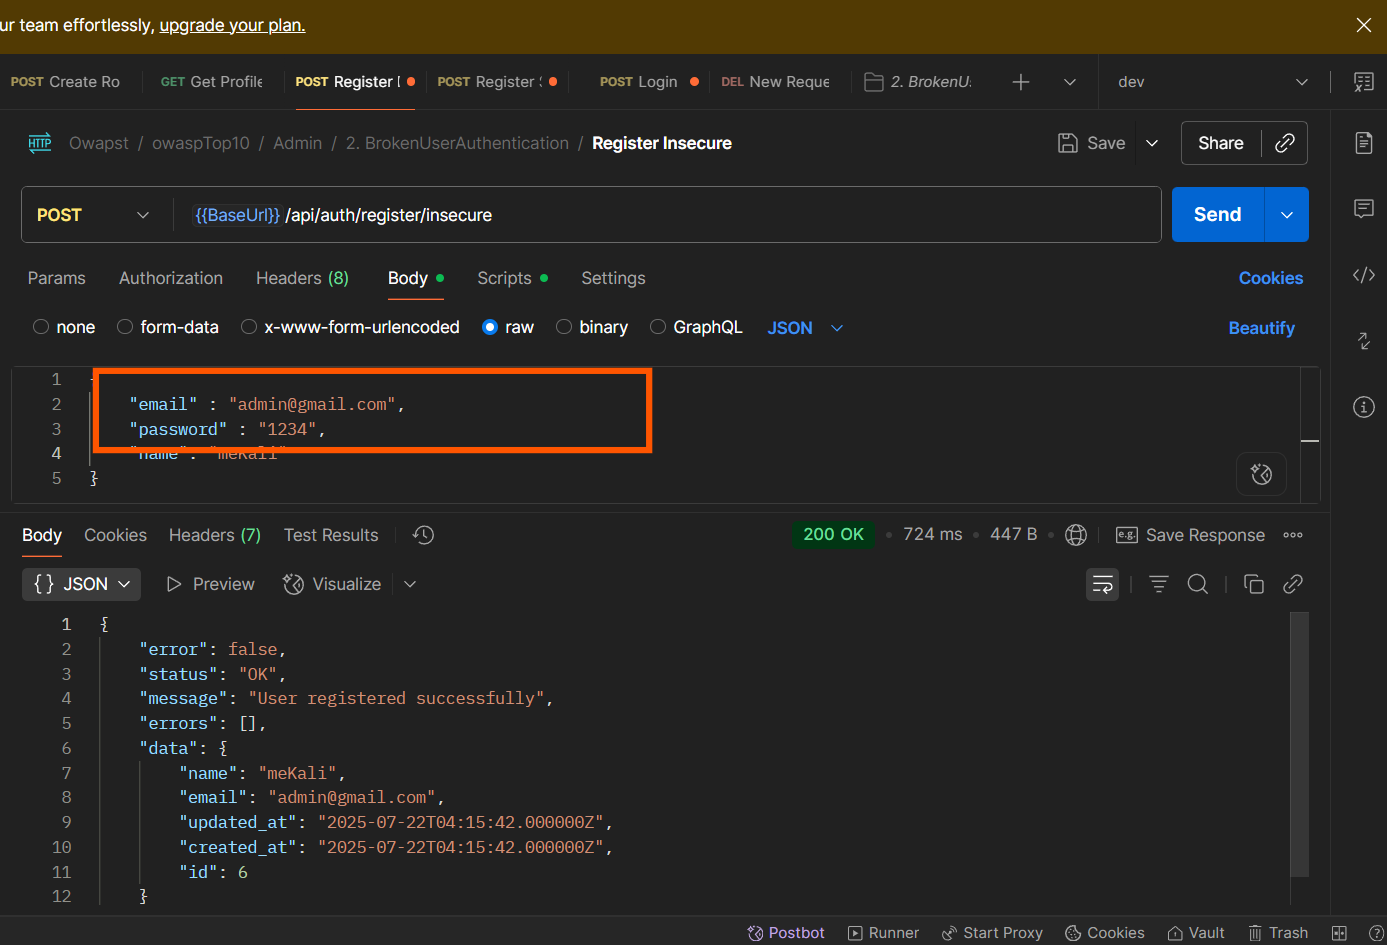 ur team effortlessly, upgrade your plan.
POST Create Ro
GET Get Profile
POST Register I
POST Register S
POST Login
DEL New Reque
2. BrokenU
dev
HTTP Owapst / owaspTop10 / Admin / 2. BrokenUserAuthentication / Register Insecure
Save
Share
POST
{{BaseUrl}} /api/auth/register/insecure
Send
Params Authorization Headers (8) Body Scripts Settings
Cookies
none form-data x-www-form-urlencoded raw binary GraphQL JSON
Beautify
1
2 "email" : "admin@gmail.com",
3 "password" : "1234",
4 "name" : "meKali"
5 }
Body Cookies Headers (7) Test Results
200 OK • 724 ms • 447 B •
e.g. Save Response
{} JSON
Preview
Visualize
1 {
2 "error": false,
3 "status": "OK",
4 "message": "User registered successfully",
5 "errors": [],
6 "data": {
7 "name": "meKali",
8 "email": "admin@gmail.com",
9 "updated_at": "2025-07-22T04:15:42.000000Z",
10 "created_at": "2025-07-22T04:15:42.000000Z",
11 "id": 6
12 }
Postbot Runner Start Proxy Cookies Vault Trash